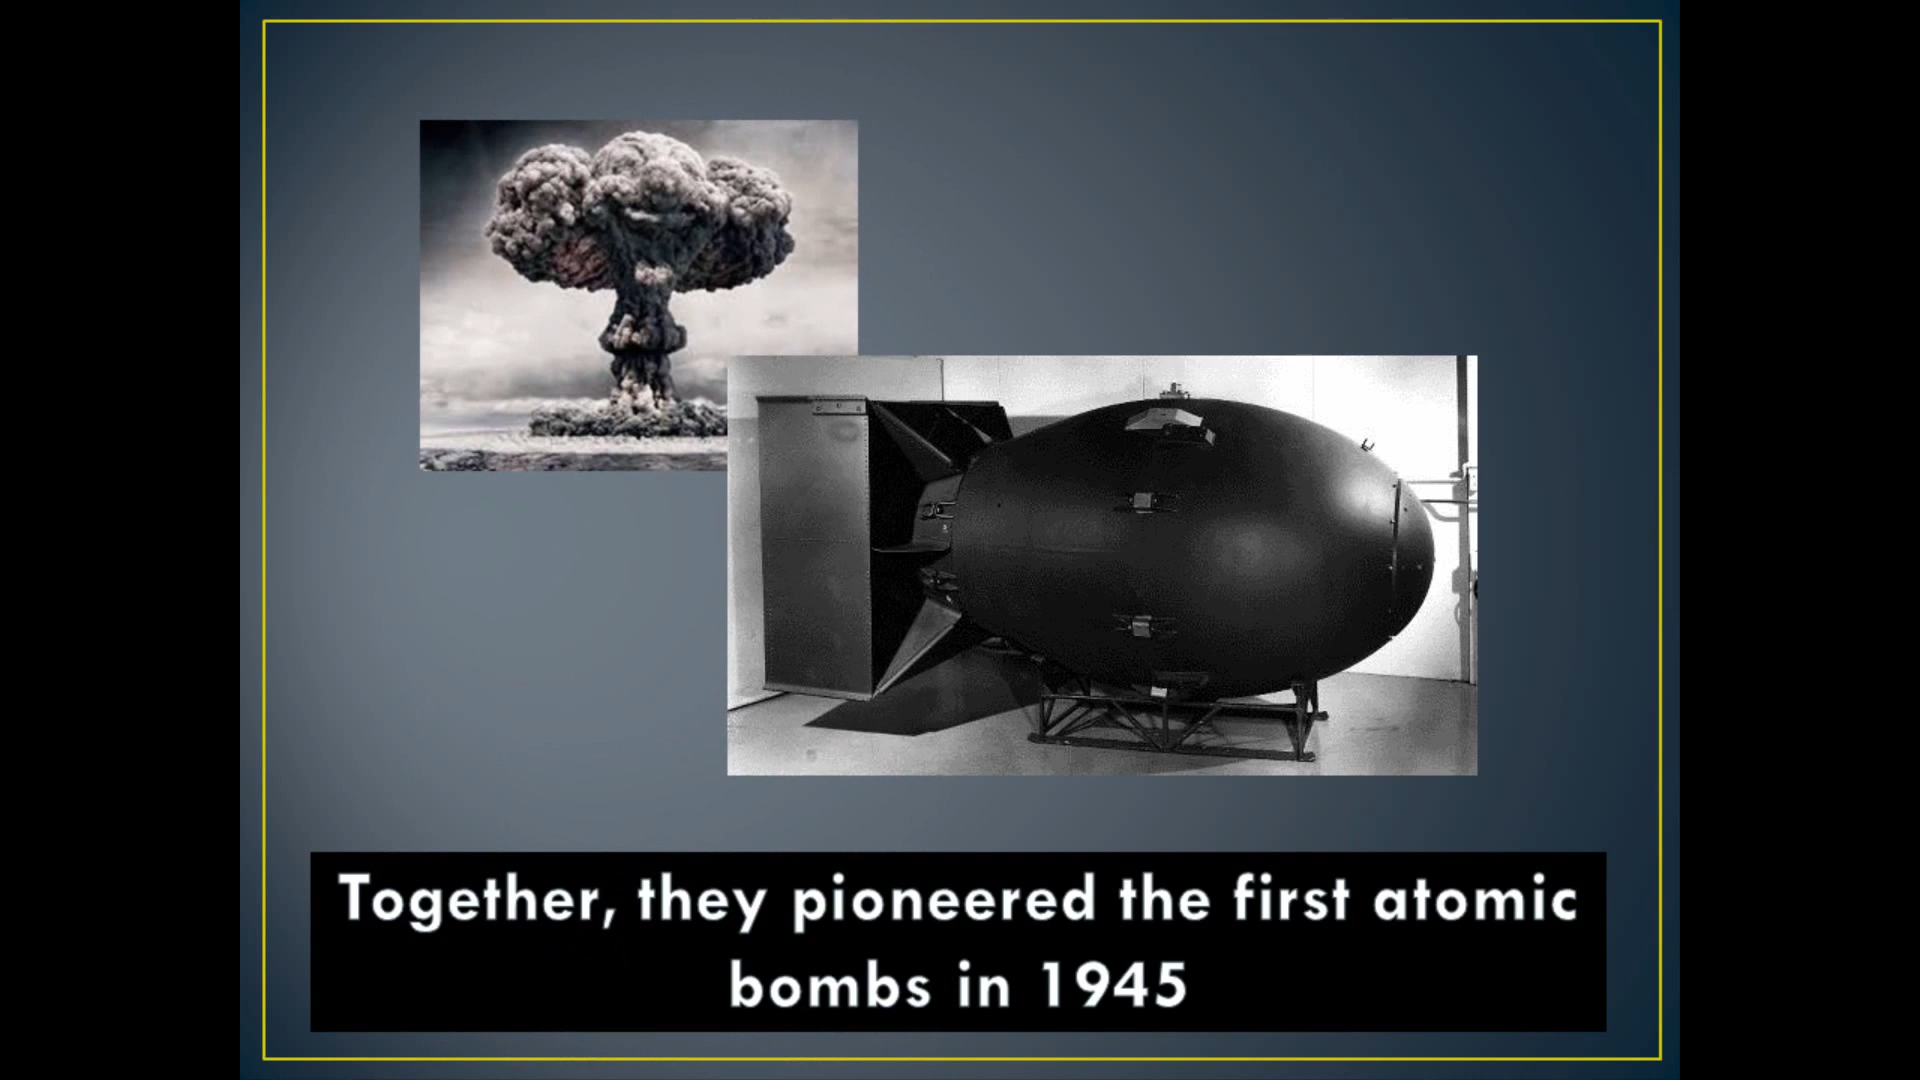 Together, they pioneered the first atomic
bombs in 1945